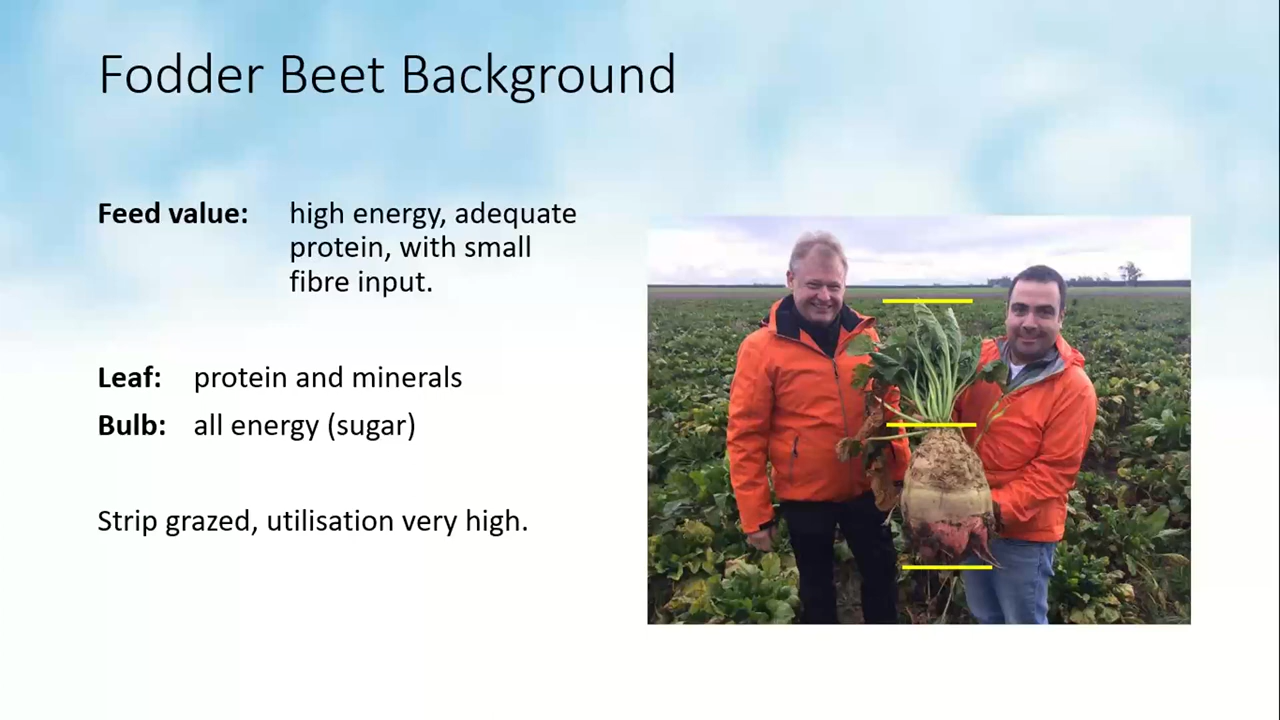 Fodder Beet Background
Feed value: high energy, adequate
protein, with small
fibre input.
Leaf: protein and minerals
Bulb: all energy (sugar)
Strip grazed, utilisation very high.